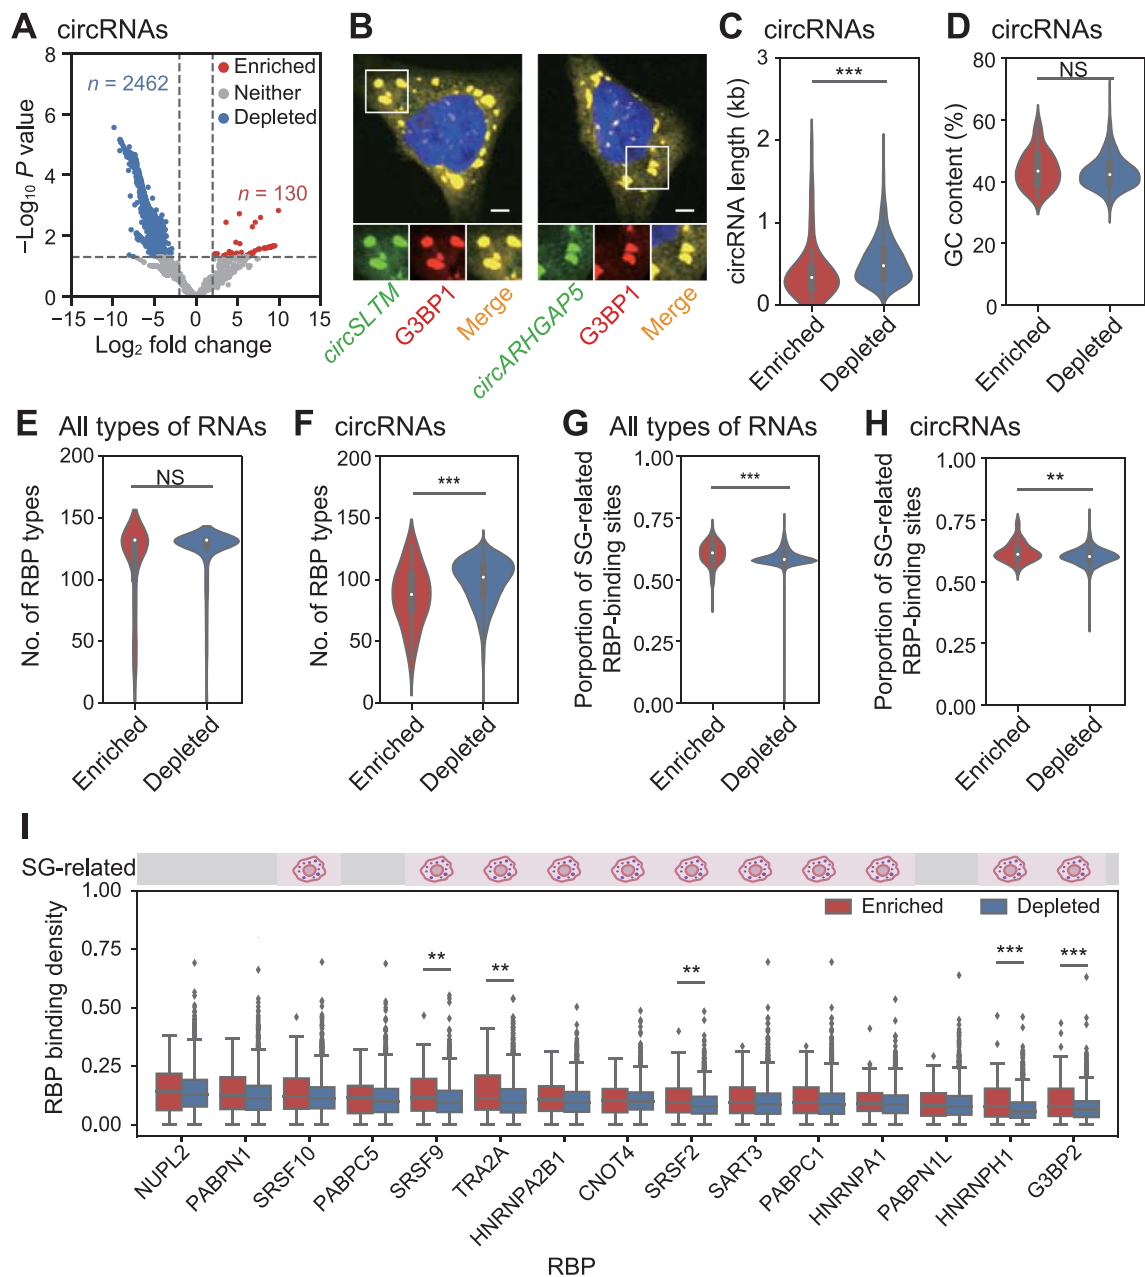 A circRNAs
8
6
4
2
0
−Log10 P value
n = 2462
Enriched
Neither
Depleted
n = 130
−15 −10 −5 0 5 10 15
Log2 fold change
B
circSLTM
G3BP1
Merge
circARHGAP5
G3BP1
Merge
C circRNAs
3
2
1
0
circRNA length (kb)
***
Enriched
Depleted
D circRNAs
80
60
40
20
0
GC content (%)
NS
Enriched
Depleted
E All types of RNAs
200
150
100
50
0
No. of RBP types
NS
Enriched
Depleted
F circRNAs
200
150
100
50
0
No. of RBP types
***
Enriched
Depleted
G All types of RNAs
1.00
0.75
0.50
0.25
0.00
Porportion of SG-related
RBP-binding sites
***
Enriched
Depleted
H circRNAs
1.00
0.75
0.50
0.25
0.00
Porportion of SG-related
RBP-binding sites
**
Enriched
Depleted
I
SG-related
1.00
0.75
0.50
0.25
0.00
RBP binding density
Enriched
Depleted
**
**
**
***
***
NUPL2
PABPN1
SRSF10
PABPC5
SRSF9
TRA2A
HNRNPA2B1
CNOT4
SRSF2
SART3
PABPC1
HNRNPA1
PABPN1L
HNRNPH1
G3BP2
RBP